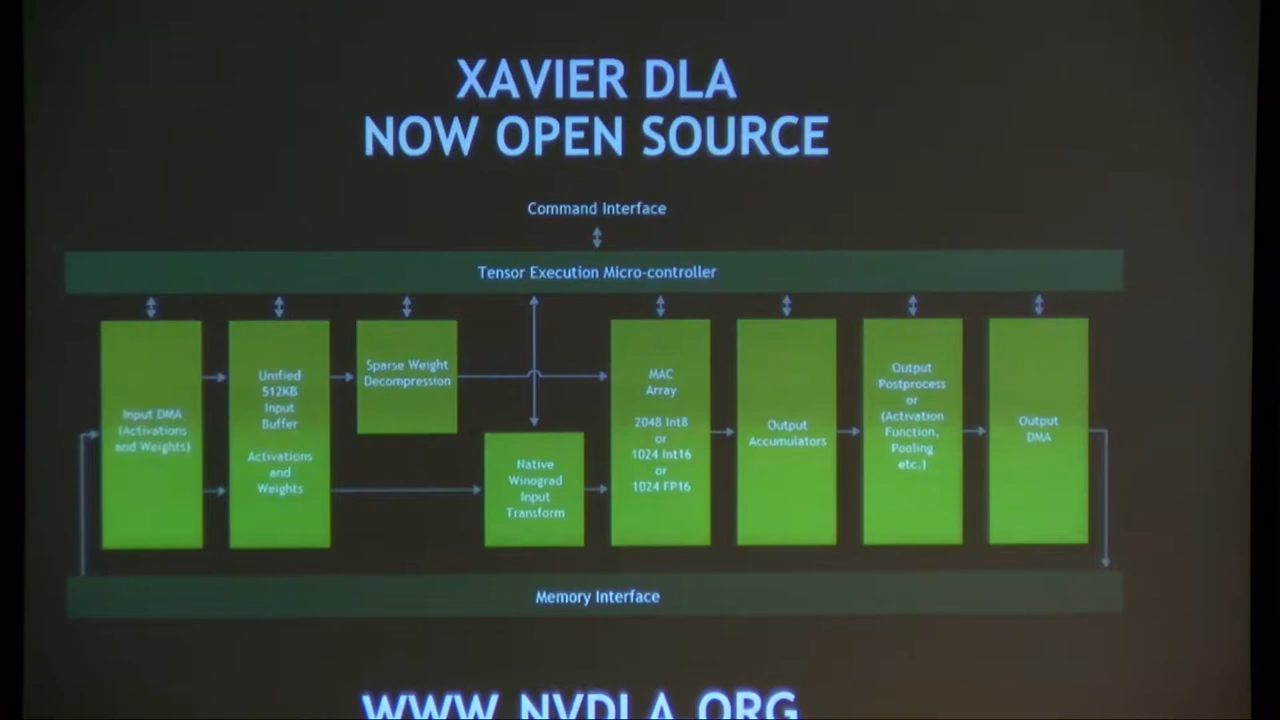 XAVIER DLA
NOW OPEN SOURCE
Command Interface
Tensor Execution Micro-controller
Input DMA
(Activations
and Weights)
Unified
512KB
Input
Buffer
Activations
and
Weights
Sparse Weight
Decompression
Native
Winograd
Input
Transform
MAC
Array
2048 Int8
or
1024 Int16
or
1024 FP16
Output
Accumulators
Output
Postprocess
or
(Activation
Function,
Pooling
etc.)
Output
DMA
Memory Interface
WWW.NVDLA.ORG